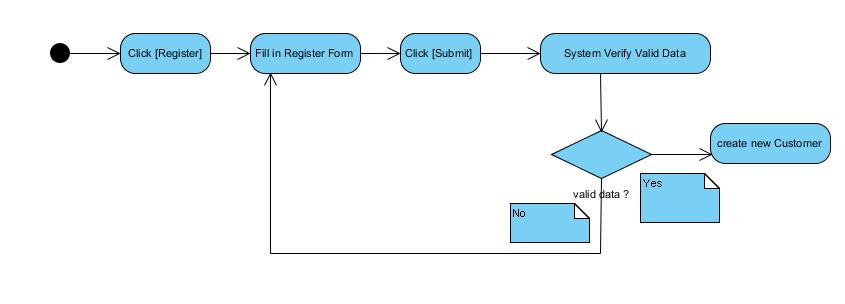 Click [Register]
Fill in Register Form
Click [Submit]
System Verify Valid Data
create new Customer
valid data ?
Yes
No